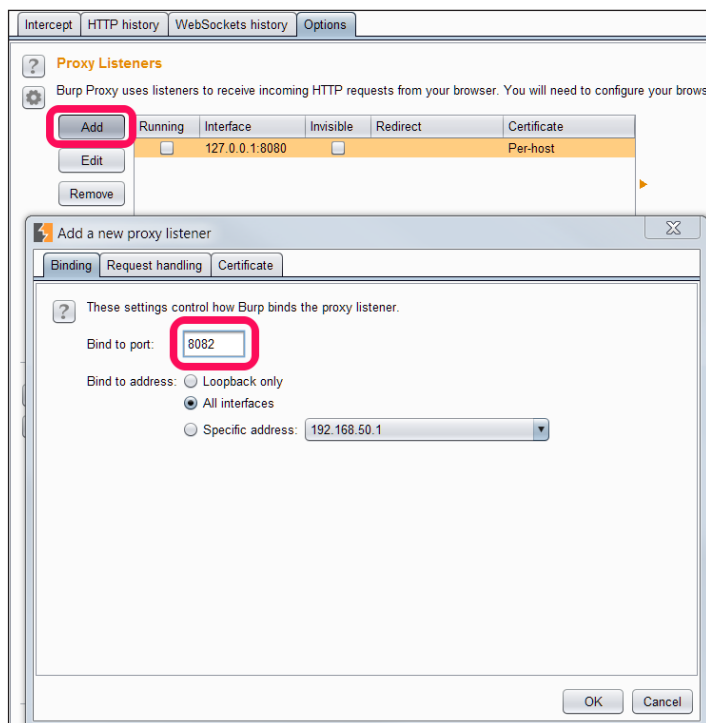 Intercept HTTP history WebSockets history Options
? Proxy Listeners
Burp Proxy uses listeners to receive incoming HTTP requests from your browser. You will need to configure your brows
Add Running Interface Invisible Redirect Certificate
127.0.0.1:8080 Per-host
Edit
Remove
Add a new proxy listener
Binding Request handling Certificate
? These settings control how Burp binds the proxy listener.
Bind to port: 8082
Bind to address: Loopback only
All interfaces
Specific address: 192.168.50.1
OK Cancel